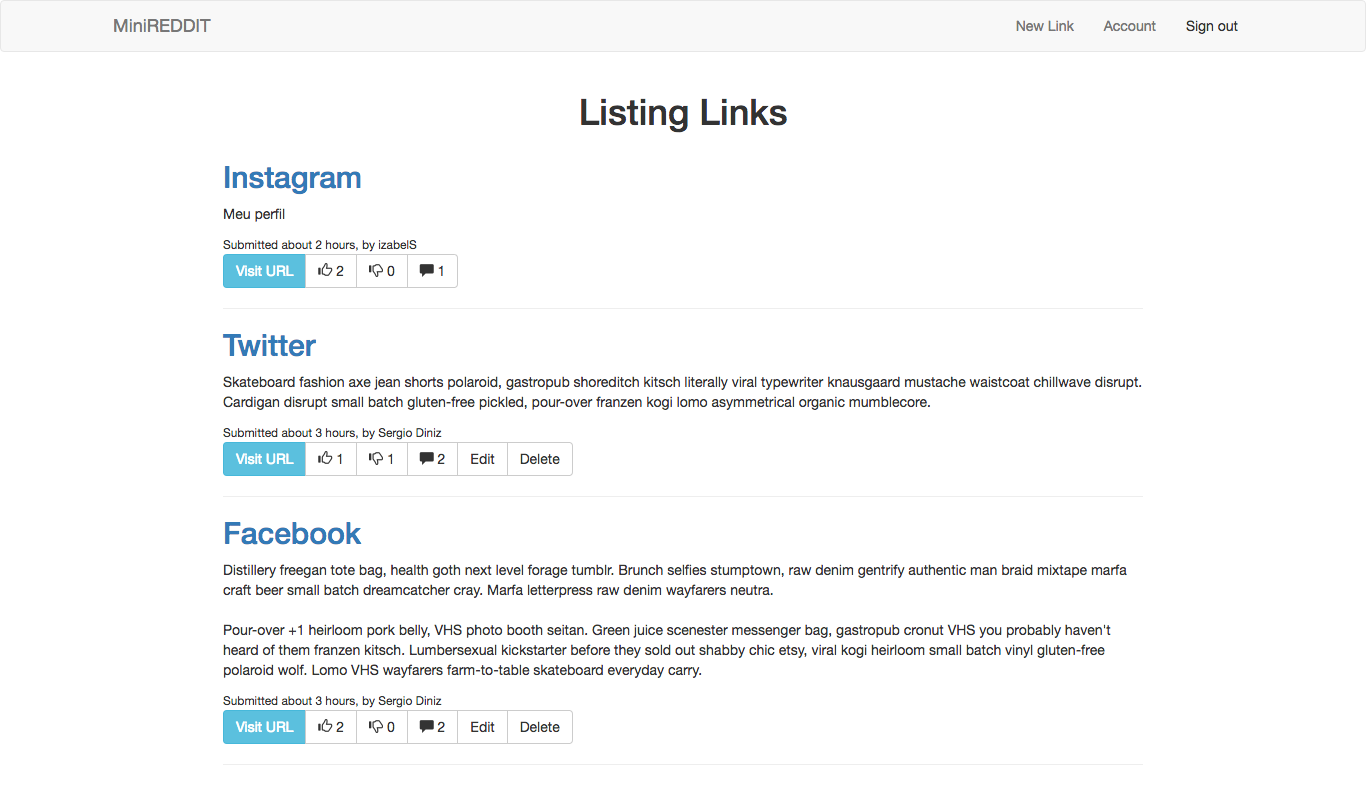 MiniREDDIT New Link Account Sign out
Listing Links
Instagram
Meu perfil
Submitted about 2 hours, by izabelS
Visit URL 2 0 1
Twitter
Skateboard fashion axe jean shorts polaroid, gastropub shoreditch kitsch literally viral typewriter knausgaard mustache waistcoat chillwave disrupt.
Cardigan disrupt small batch gluten-free pickled, pour-over franzen kogi lomo asymmetrical organic mumblecore.
Submitted about 3 hours, by Sergio Diniz
Visit URL 1 1 2 Edit Delete
Facebook
Distillery freegan tote bag, health goth next level forage tumblr. Brunch selfies stumptown, raw denim gentrify authentic man braid mixtape marfa
craft beer small batch dreamcatcher cray. Marfa letterpress raw denim wayfarers neutra.
Pour-over +1 heirloom pork belly, VHS photo booth seitan. Green juice scenester messenger bag, gastropub cronut VHS you probably haven't
heard of them franzen kitsch. Lumbersexual kickstarter before they sold out shabby chic etsy, viral kogi heirloom small batch vinyl gluten-free
polaroid wolf. Lomo VHS wayfarers farm-to-table skateboard everyday carry.
Submitted about 3 hours, by Sergio Diniz
Visit URL 2 0 2 Edit Delete